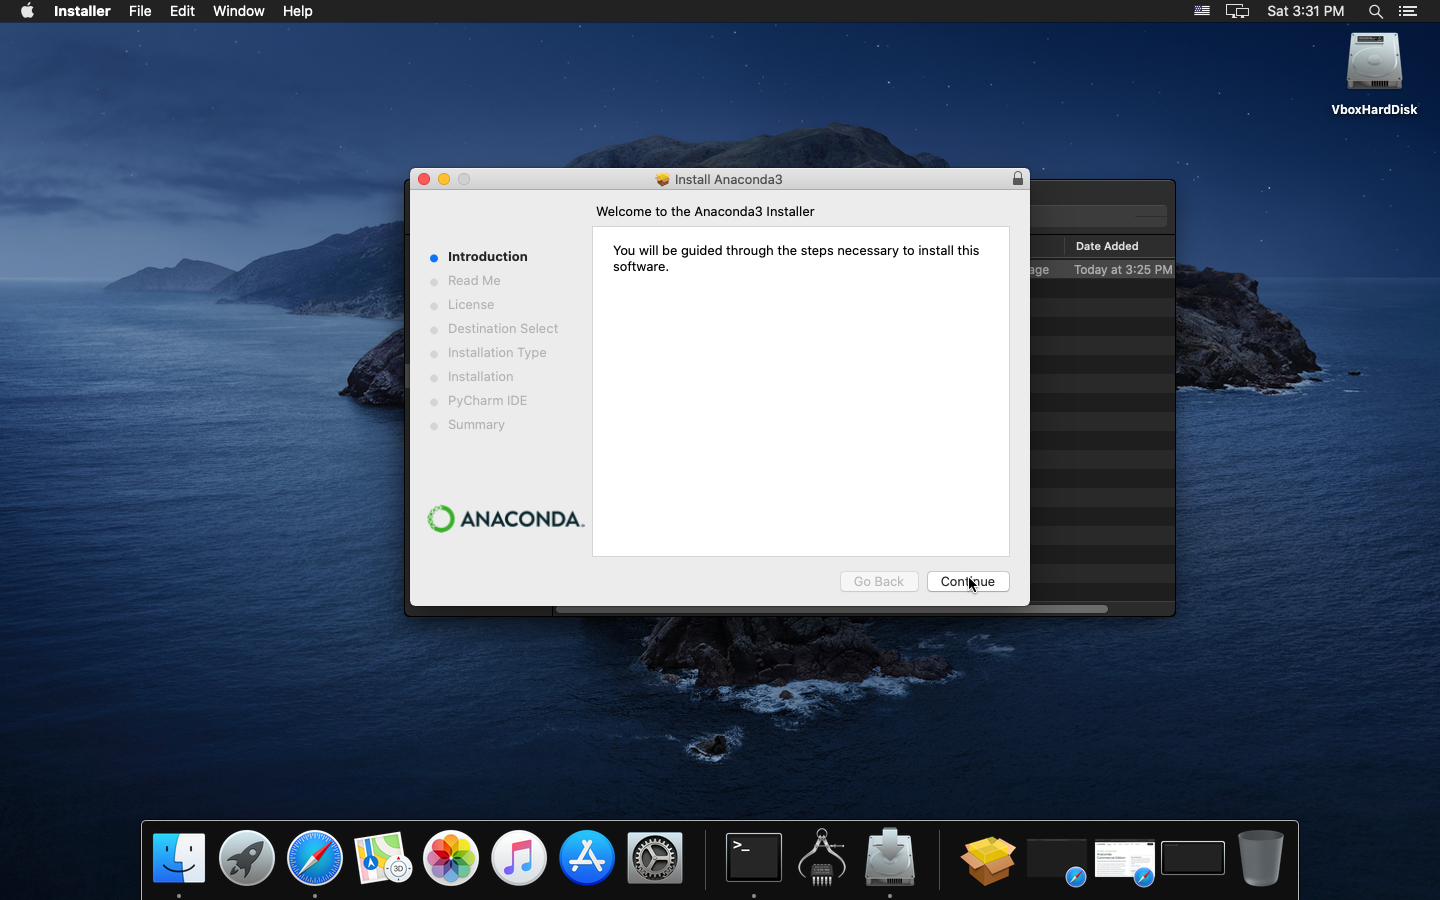 Installer File Edit Window Help
Sat 3:31 PM
VboxHardDisk
Install Anaconda3
Welcome to the Anaconda3 Installer
You will be guided through the steps necessary to install this
software.
Introduction
Read Me
License
Destination Select
Installation Type
Installation
PyCharm IDE
Summary
ANACONDA.
Go Back
Continue
Date Added
age Today at 3:25 PM
>_
3D